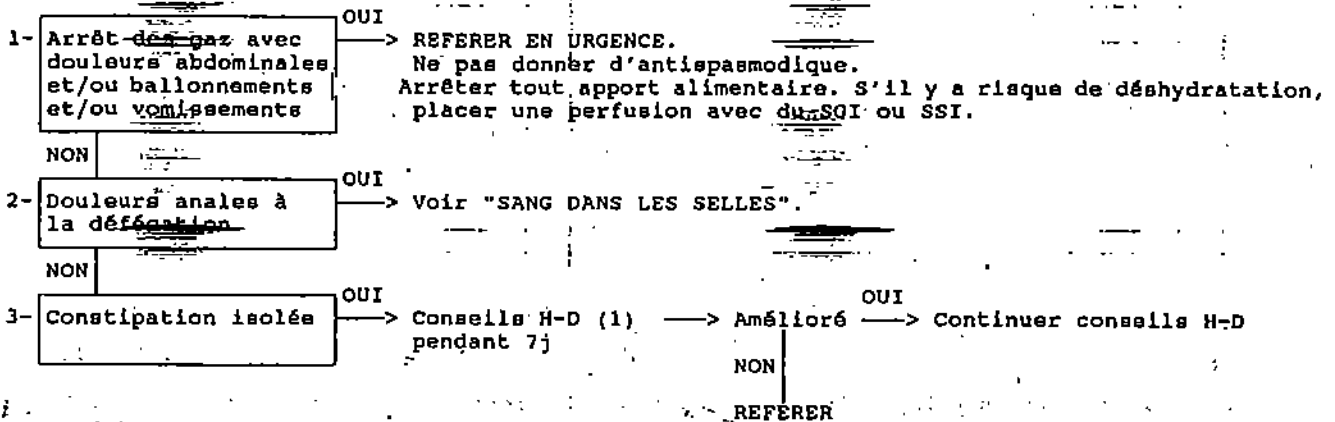 OUI
1- Arrêt des gaz avec ——> REFERER EN URGENCE.
douleurs abdominales Ne pas donner d'antispasmodique.
et/ou ballonnements Arrêter tout apport alimentaire. S'il y a risque de déshydratation,
et/ou vomissements placer une perfusion avec du SQI ou SSI.
NON
OUI
2- Douleurs anales à ——> Voir "SANG DANS LES SELLES".
la défécation
NON
OUI OUI
3- Constipation isolée ——> Conseils H-D (1) ——> Amélioré ——> Continuer conseils H-D
pendant 7j
NON
REFERER